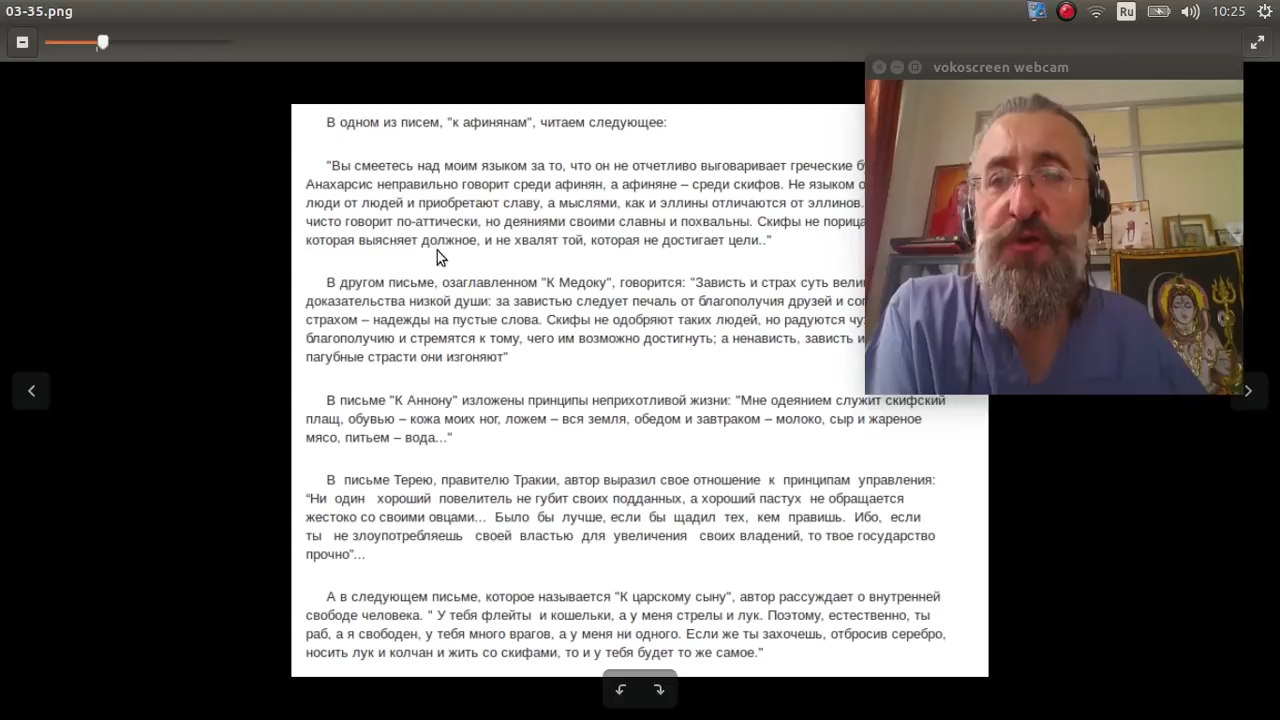 03-35.png
Ru
10:25
vokoscreen webcam
В одном из писем, "к афинянам", читаем следующее:
"Вы смеетесь над моим языком за то, что он не отчетливо выговаривает греческие
Анахарсис неправильно говорит среди афинян, а афиняне – среди скифов. Не языком
люди от людей и приобретают славу, а мыслями, как и эллины отличаются от эллинов.
чисто говорит по-аттически, но деяниями своими славны и похвальны. Скифы не
которая выясняет должное, и не хвалят той, которая не достигает цели.."
В другом письме, озаглавленном "К Медоку", говорится: "Зависть и страх суть
доказательства низкой души: за завистью следует печаль от благополучия друзей и
страхом – надежды на пустые слова. Скифы не одобряют таких людей, но радуются
благополучию и стремятся к тому, чего им возможно достигнуть; а ненависть, зависть и
пагубные страсти они изгоняют"
В письме "К Аннону" изложены принципы неприхотливой жизни: "Мне одеянием служит скифский
плащ, обувью – кожа моих ног, ложем – вся земля, обедом и завтраком – молоко, сыр и жареное
мясо, питьем – вода..."
В письме Терею, правителю Тракии, автор выразил свое отношение к принципам управления:
“Ни один хороший повелитель не губит своих подданных, а хороший пастух не обращается
жестоко со своими овцами... Было бы лучше, если бы щадил тех, кем правишь. Ибо, если
ты не злоупотребляешь своей властью для увеличения своих владений, то твое государство
прочно”...
А в следующем письме, которое называется "К царскому сыну", автор рассуждает о внутренней
свободе человека. " У тебя флейты и кошельки, а у меня стрелы и лук. Поэтому, естественно, ты
раб, а я свободен, у тебя много врагов, а у меня ни одного. Если же ты захочешь, отбросив серебро,
носить лук и колчан и жить со скифами, то и у тебя будет то же самое."